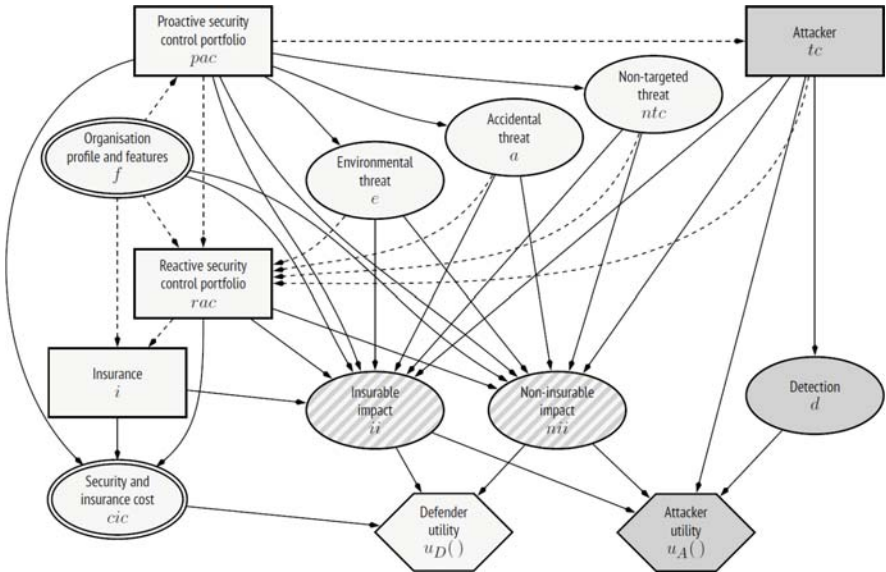 Proactive security
control portfolio
pac
Attacker
tc
Non-targeted
threat
ntc
Accidental
threat
a
Organisation
profile and features
f
Environmental
threat
e
Reactive security
control portfolio
rac
Insurance
i
Insurable
impact
ii
Non-insurable
impact
nii
Detection
d
Security and
insurance cost
cic
Defender
utility
u_D()
Attacker
utility
u_A()